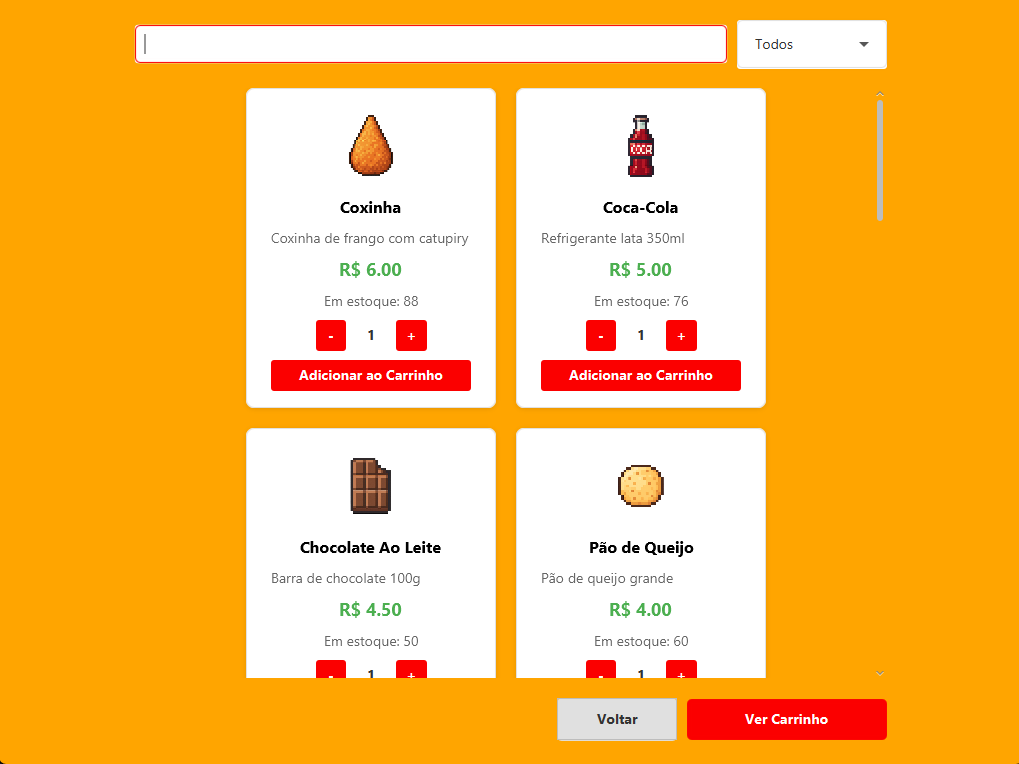 Todos
COCA
Coxinha
Coca-Cola
Coxinha de frango com catupiry
Refrigerante lata 350ml
R$ 6.00
R$ 5.00
Em estoque: 88
Em estoque: 76
- 1 +
- 1 +
Adicionar ao Carrinho
Adicionar ao Carrinho
Chocolate Ao Leite
Pão de Queijo
Barra de chocolate 100g
Pão de queijo grande
R$ 4.50
R$ 4.00
Em estoque: 50
Em estoque: 60
- 1 +
- 1 +
Voltar
Ver Carrinho